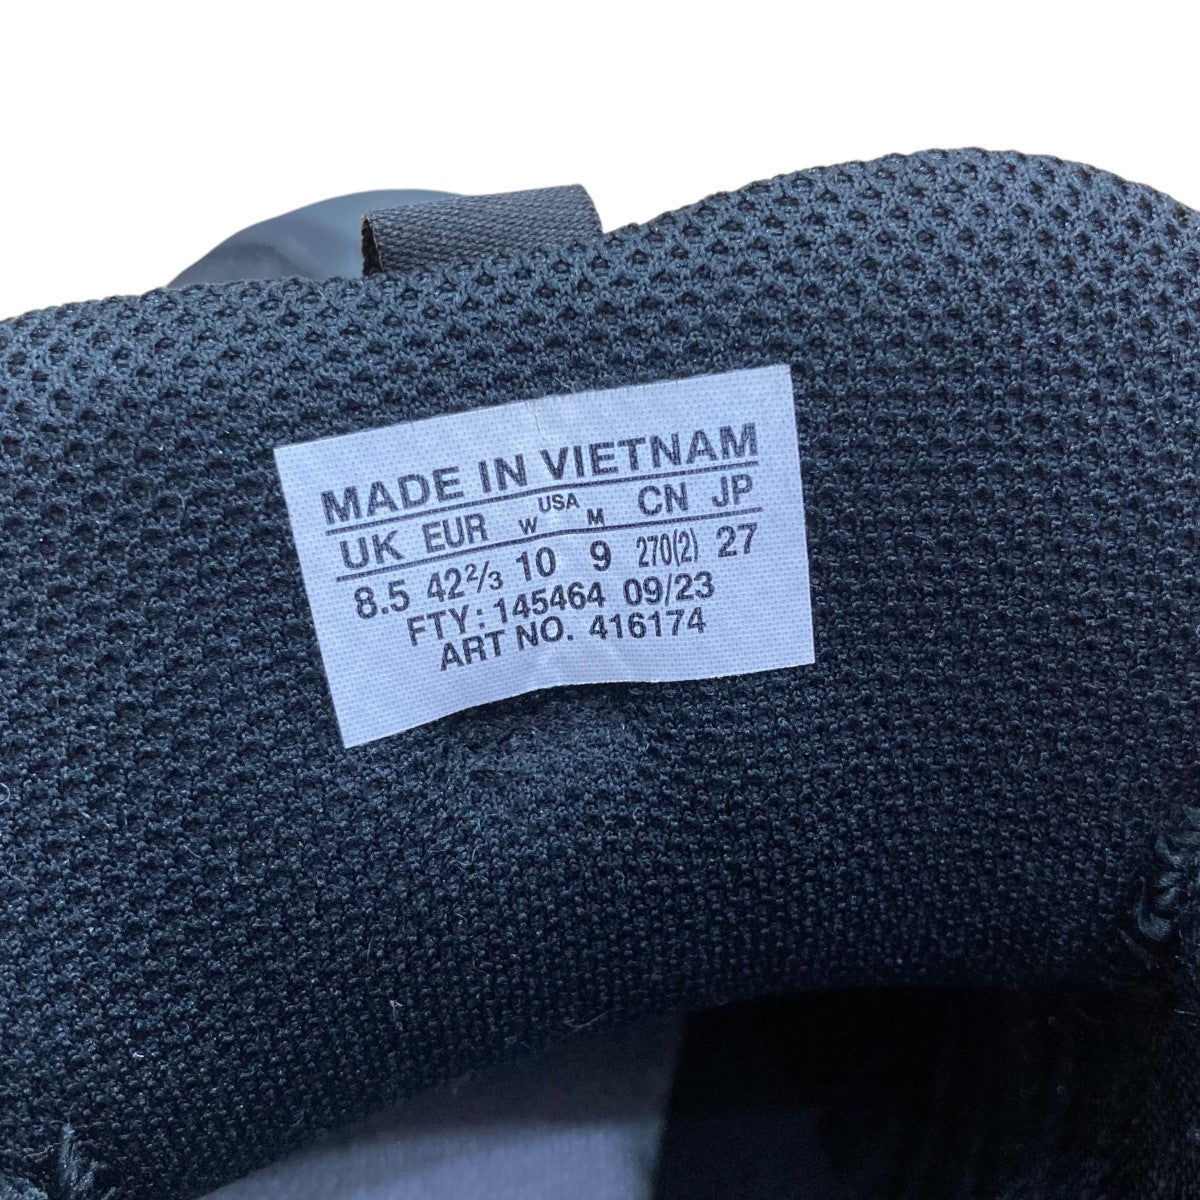 MADE IN VIETNAM
UK EUR W USA M CN JP
8.5 42⅔ 10 9 270(2) 27
FTY: 145464 09/23
ART NO. 416174